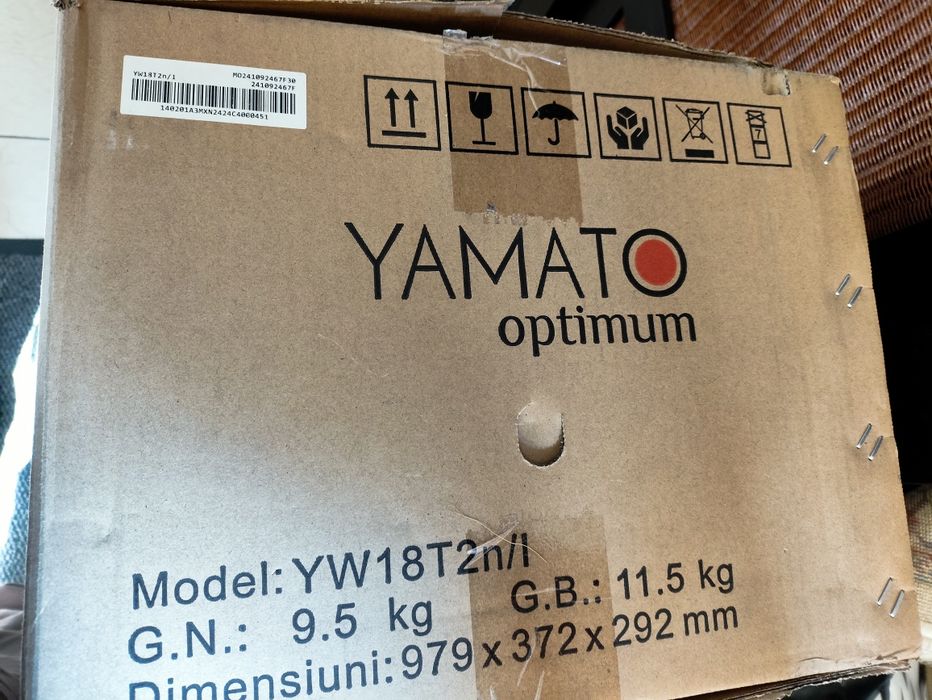 YW18T2n/I MO241092467F30
241092467F
140201A3MXN2424C4000451
7
YAMATO
optimum
Model: YW18T2n/I
G.N.: 9.5 kg G.B.: 11.5 kg
Dimensiuni: 979 x 372 x 292 mm